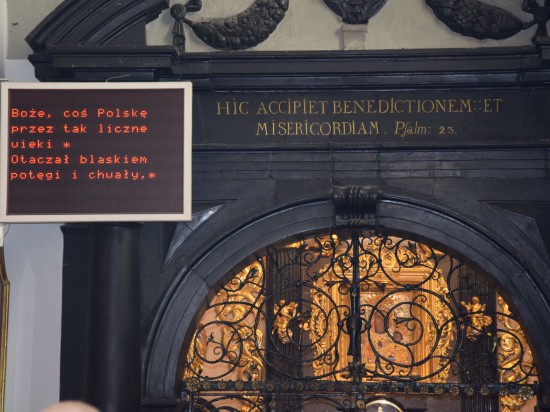 Boże, coś Polskę
przez tak liczne
wieki *
Otaczał blaskiem
potęgi i chwały,*
HIC ACCIPIET BENEDICTIONEM:: ET
MISERICORDIAM. Psalm: 23.